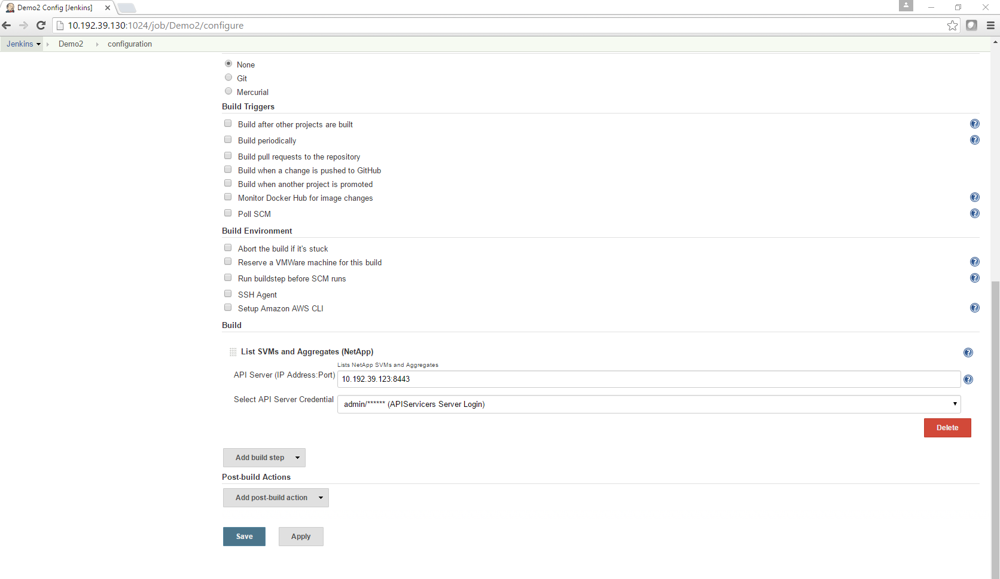 Demo2 Config [Jenkins]
10.192.39.130:1024/job/Demo2/configure
Jenkins Demo2 configuration
None
Git
Mercurial
Build Triggers
Build after other projects are built
Build periodically
Build pull requests to the repository
Build when a change is pushed to GitHub
Build when another project is promoted
Monitor Docker Hub for image changes
Poll SCM
Build Environment
Abort the build if it's stuck
Reserve a VMWare machine for this build
Run buildstep before SCM runs
SSH Agent
Setup Amazon AWS CLI
Build
List SVMs and Aggregates (NetApp)
Lists NetApp SVMs and Aggregates
API Server (IP Address:Port) 10.192.39.123:8443
Select API Server Credential admin/****** (APIServicers Server Login)
Delete
Add build step
Post-build Actions
Add post-build action
Save Apply